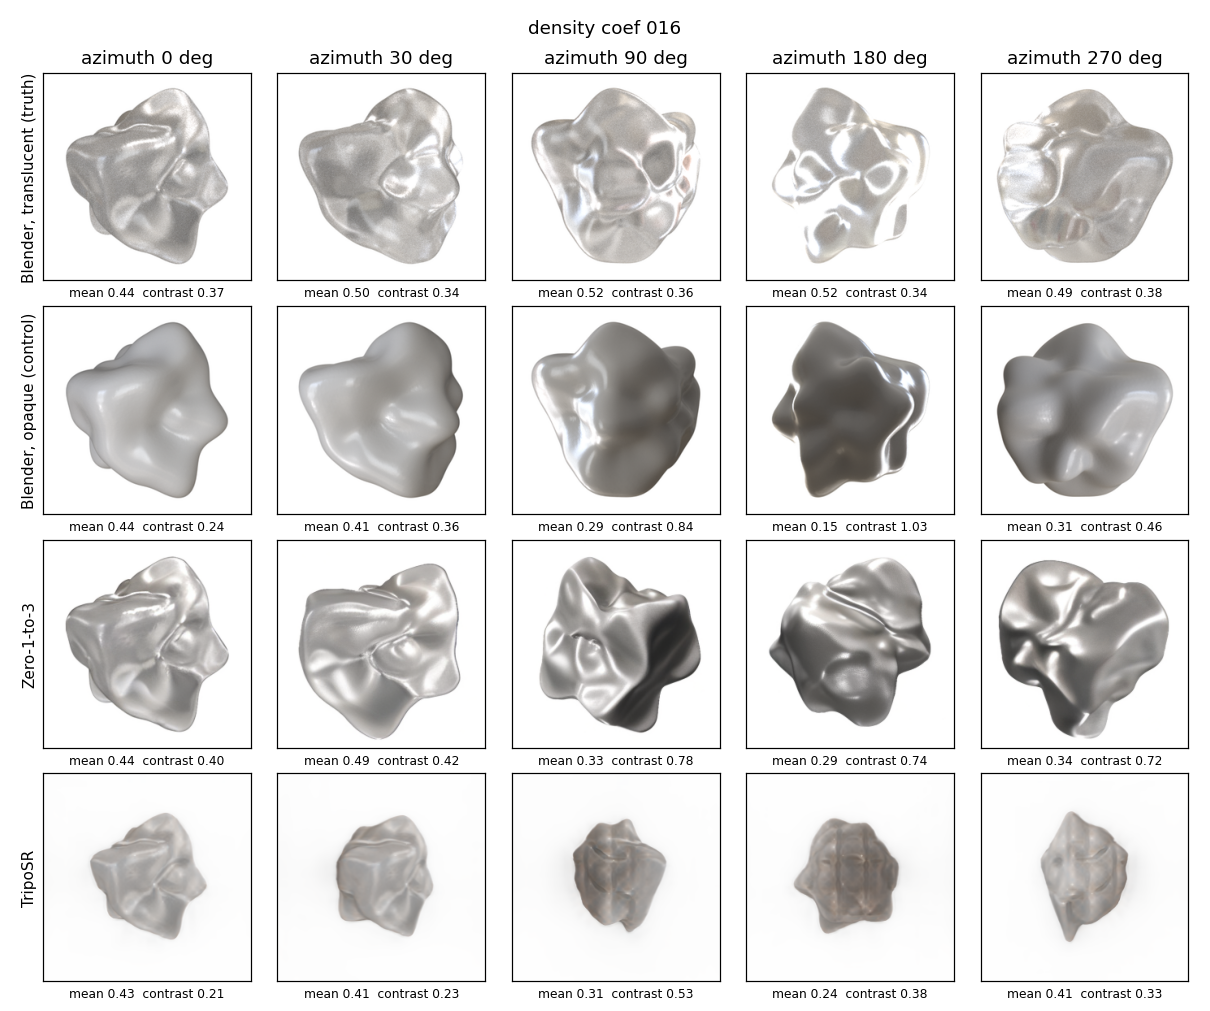 density coef 016
azimuth 0 deg
azimuth 30 deg
azimuth 90 deg
azimuth 180 deg
azimuth 270 deg
Blender, translucent (truth)
mean 0.44 contrast 0.37
mean 0.50 contrast 0.34
mean 0.52 contrast 0.36
mean 0.52 contrast 0.34
mean 0.49 contrast 0.38
Blender, opaque (control)
mean 0.44 contrast 0.24
mean 0.41 contrast 0.36
mean 0.29 contrast 0.84
mean 0.15 contrast 1.03
mean 0.31 contrast 0.46
Zero-1-to-3
mean 0.44 contrast 0.40
mean 0.49 contrast 0.42
mean 0.33 contrast 0.78
mean 0.29 contrast 0.74
mean 0.34 contrast 0.72
TripoSR
mean 0.43 contrast 0.21
mean 0.41 contrast 0.23
mean 0.31 contrast 0.53
mean 0.24 contrast 0.38
mean 0.41 contrast 0.33